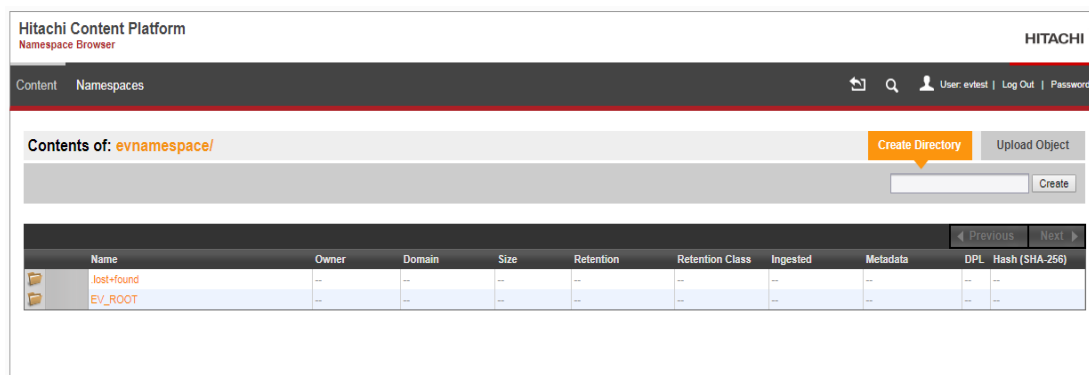 Hitachi Content Platform
Namespace Browser
HITACHI
Content Namespaces User: evtest | Log Out | Password
Contents of: evnamespace/ Create Directory Upload Object
Create
Previous Next
Name Owner Domain Size Retention Retention Class Ingested Metadata DPL Hash (SHA-256)
.lost+found -- -- -- -- -- -- -- -- --
EV_ROOT -- -- -- -- -- -- -- -- --